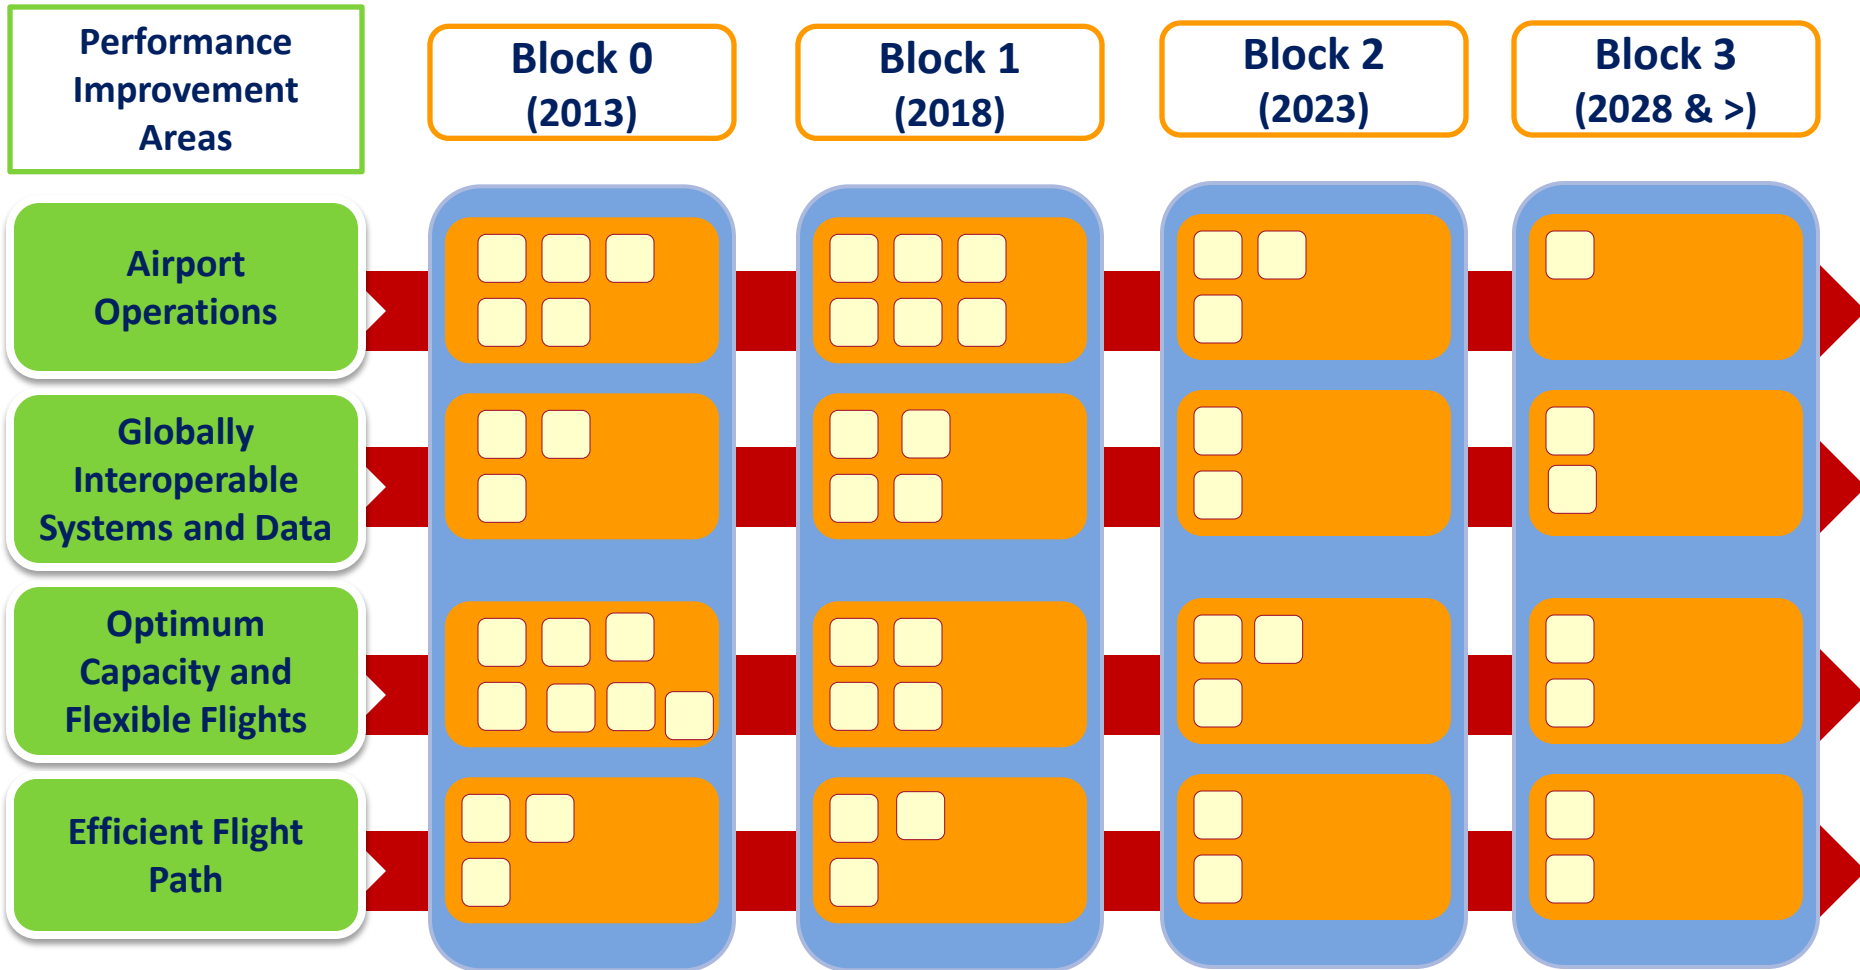 Performance
Improvement
Areas
Block 0
(2013)
Block 1
(2018)
Block 2
(2023)
Block 3
(2028 & >)
Airport
Operations
Globally
Interoperable
Systems and Data
Optimum
Capacity and
Flexible Flights
Efficient Flight
Path